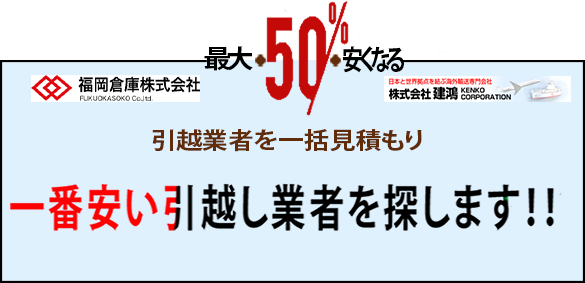 最大50%安くなる
福岡倉庫株式会社
FUKUOKASOKO Co.,Ltd.
日本と世界拠点を結ぶ海外輸送専門会社
株式会社 建鴻 KENKO CORPORATION
引越業者を一括見積もり
一番安い引越し業者を探します!!